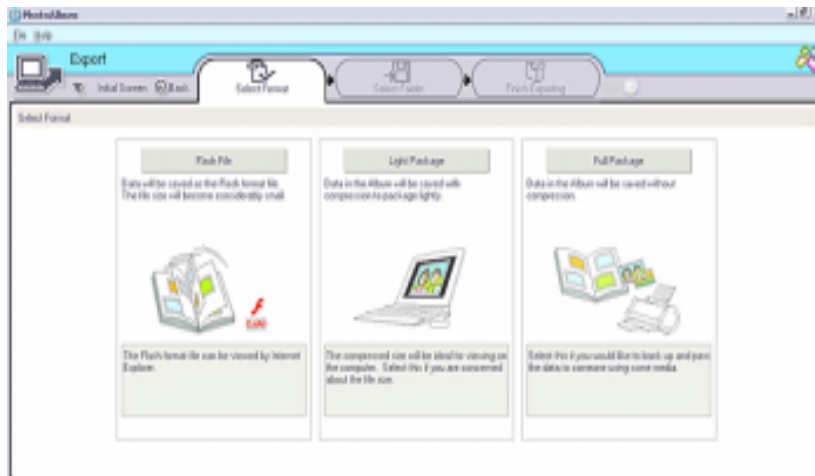 PhotoAlbum
File Help
Export
Initial Screen Back
Select Format
Select Folder
Finish Exporting
Select Format
Flash File
Data will be saved as the Flash format file.
The file size will become considerably small.
The Flash format file can be viewed by Internet
Explorer.
Light Package
Data in the Album will be saved with
compression to package lightly.
The compressed size will be ideal for viewing on
the computer. Select this if you are concerned
about the file size.
Full Package
Data in the Album will be saved without
compression.
Select this if you would like to back up and pass
the data to someone using some media.